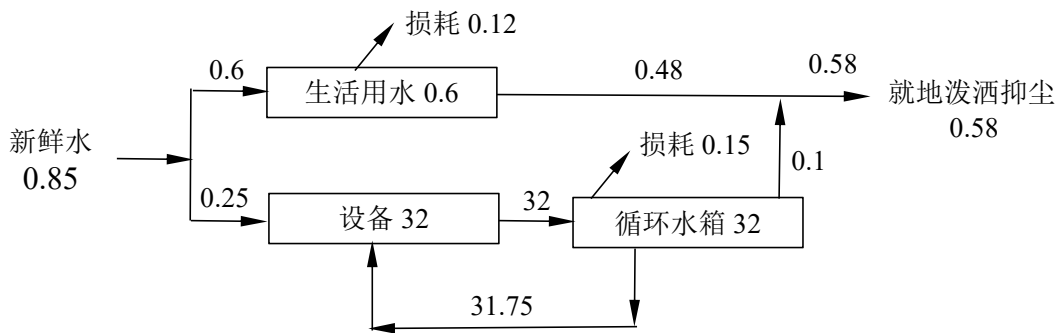 损耗 0.12
0.6
生活用水 0.6
0.48
0.58
就地泼洒抑尘
0.58
新鲜水
0.85
损耗 0.15
0.1
0.25
设备 32
32
循环水箱 32
31.75